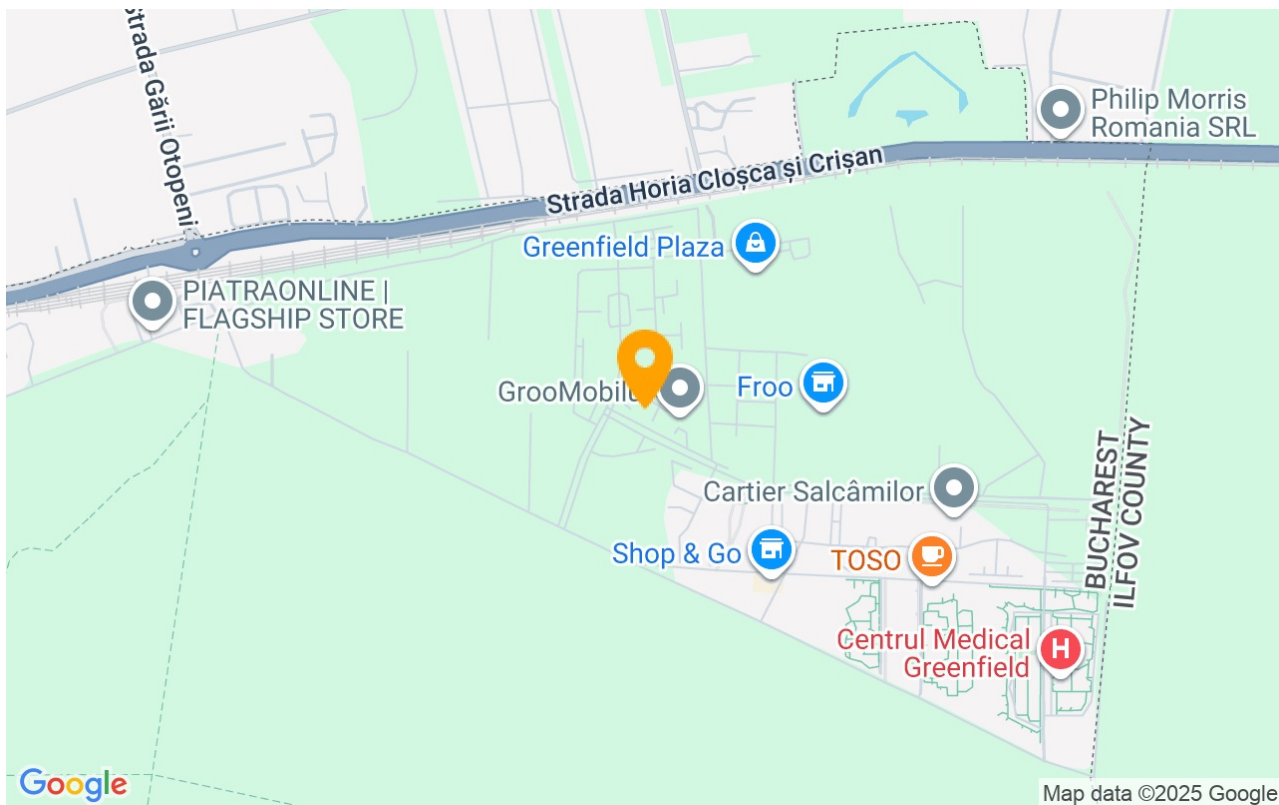 Strada Gării Otopeni
Philip Morris
Romania SRL
Strada Horia Cloșca și Crișan
Greenfield Plaza
PIATRAONLINE |
FLAGSHIP STORE
Froo
Cartier Salcâmilor
BUCHAREST
ILFOV COUNTY
Shop & Go
TOSO
Centrul Medical
Greenfield
H
Google
Map data ©2025 Google